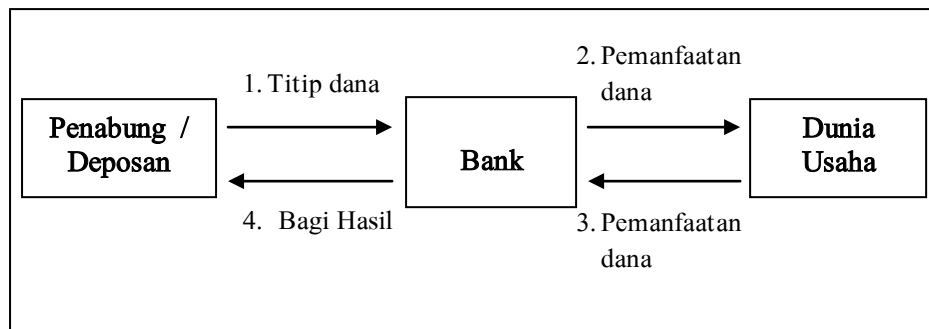 1. Titip dana
2. Pemanfaatan
dana
Penabung /
Deposan
Bank
Dunia
Usaha
4. Bagi Hasil
3. Pemanfaatan
dana